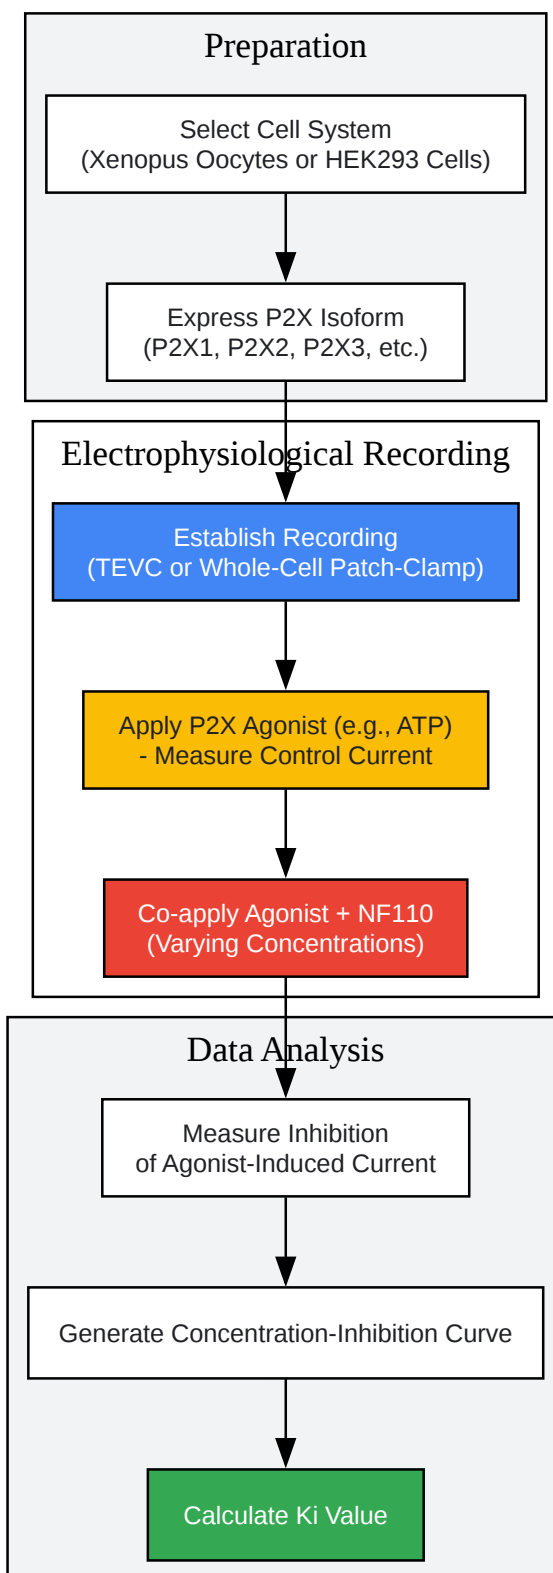 Preparation
Select Cell System
(Xenopus Oocytes or HEK293 Cells)
Express P2X Isoform
(P2X1, P2X2, P2X3, etc.)
Electrophysiological Recording
Establish Recording
(TEVC or Whole-Cell Patch-Clamp)
Apply P2X Agonist (e.g., ATP)
- Measure Control Current
Co-apply Agonist + NF110
(Varying Concentrations)
Data Analysis
Measure Inhibition
of Agonist-Induced Current
Generate Concentration-Inhibition Curve
Calculate Ki Value